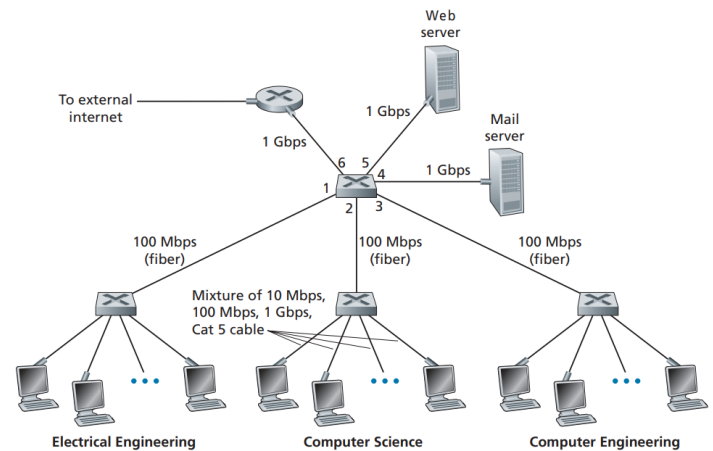 Web
server
To external
internet
1 Gbps
Mail
server
1 Gbps
1 Gbps
6
5
4
1
2
3
100 Mbps
(fiber)
100 Mbps
(fiber)
100 Mbps
(fiber)
Mixture of 10 Mbps,
100 Mbps, 1 Gbps,
Cat 5 cable
Electrical Engineering
Computer Science
Computer Engineering